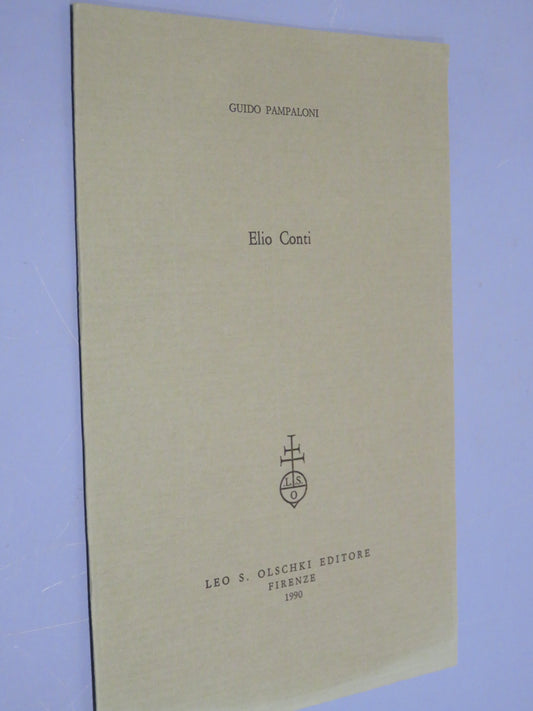 GUIDO PAMPALONI
Elio Conti
L. S.
O
LEO S. OLSCHKI EDITORE
FIRENZE
1990